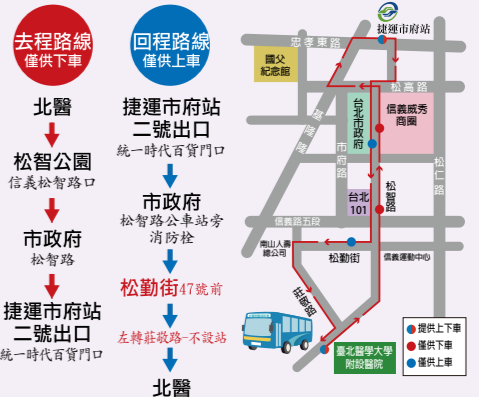 去程路線
僅供下車
北醫
松智公園
信義松智路口
市政府
松智路
捷運市府站
二號出口
統一時代百貨門口
回程路線
僅供上車
捷運市府站
二號出口
統一時代百貨門口
市政府
松智路公車站旁
消防栓
松勤街47號前
左轉莊敬路-不設站
北醫
捷運市府站
忠孝東路
國父
紀念館
松高路
基隆路
台北市政府
信義威秀
商圈
市府路
松智路
松仁路
台北
101
信義路五段
南山人壽
總公司
松勤街
信義運動中心
莊敬路
臺北醫學大學
附設醫院
提供上下車
僅供下車
僅供上車